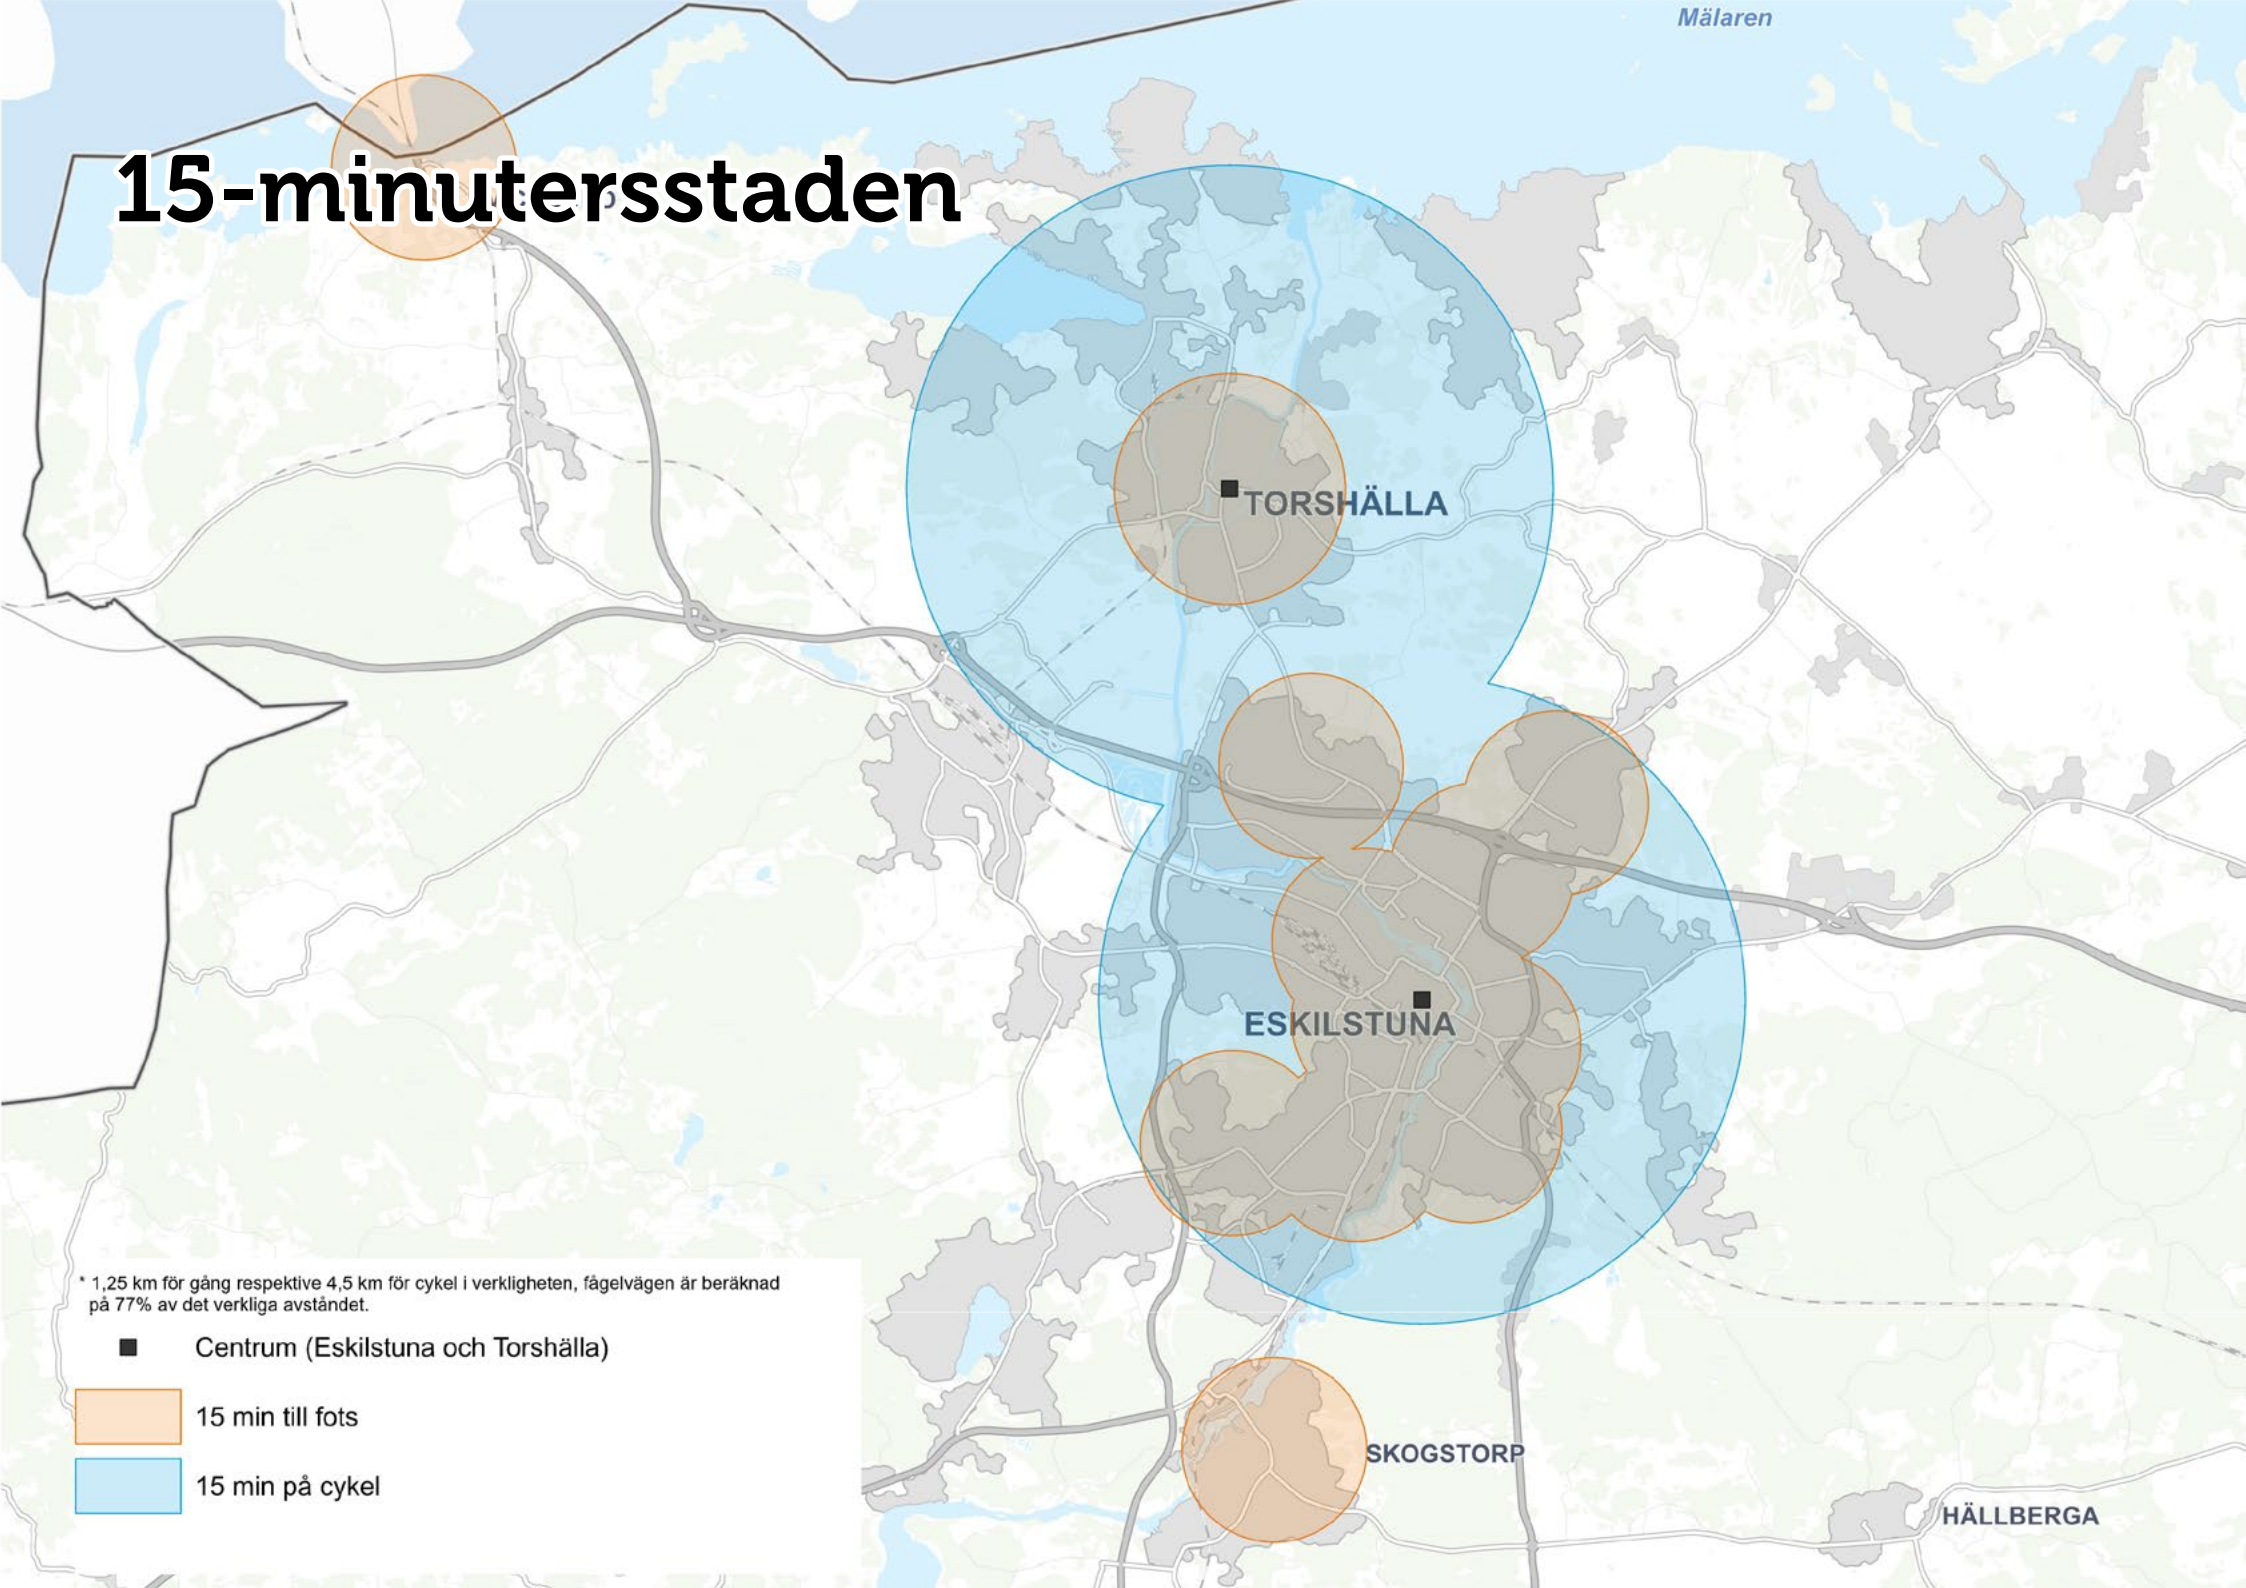 Mälaren
15-minutersstaden
TORSHÄLLA
ESKILSTUNA
* 1,25 km för gång respektive 4,5 km för cykel i verkligheten, fågelvägen är beräknad
på 77% av det verkliga avståndet.
Centrum (Eskilstuna och Torshälla)
15 min till fots
15 min på cykel
SKOGSTORP
HÄLLBERGA